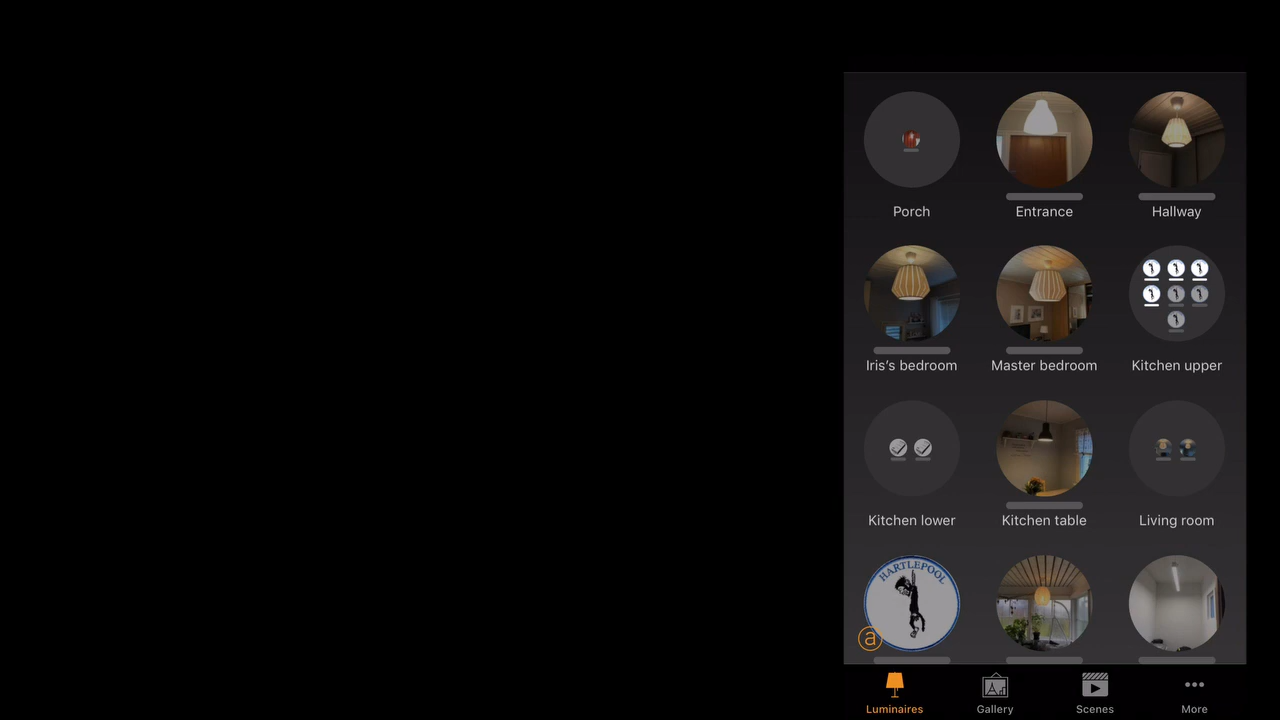 Porch
Entrance
Hallway
Iris's bedroom
Master bedroom
Kitchen upper
Kitchen lower
Kitchen table
Living room
HARTLEPOOL
a
Luminaires
Gallery
Scenes
More